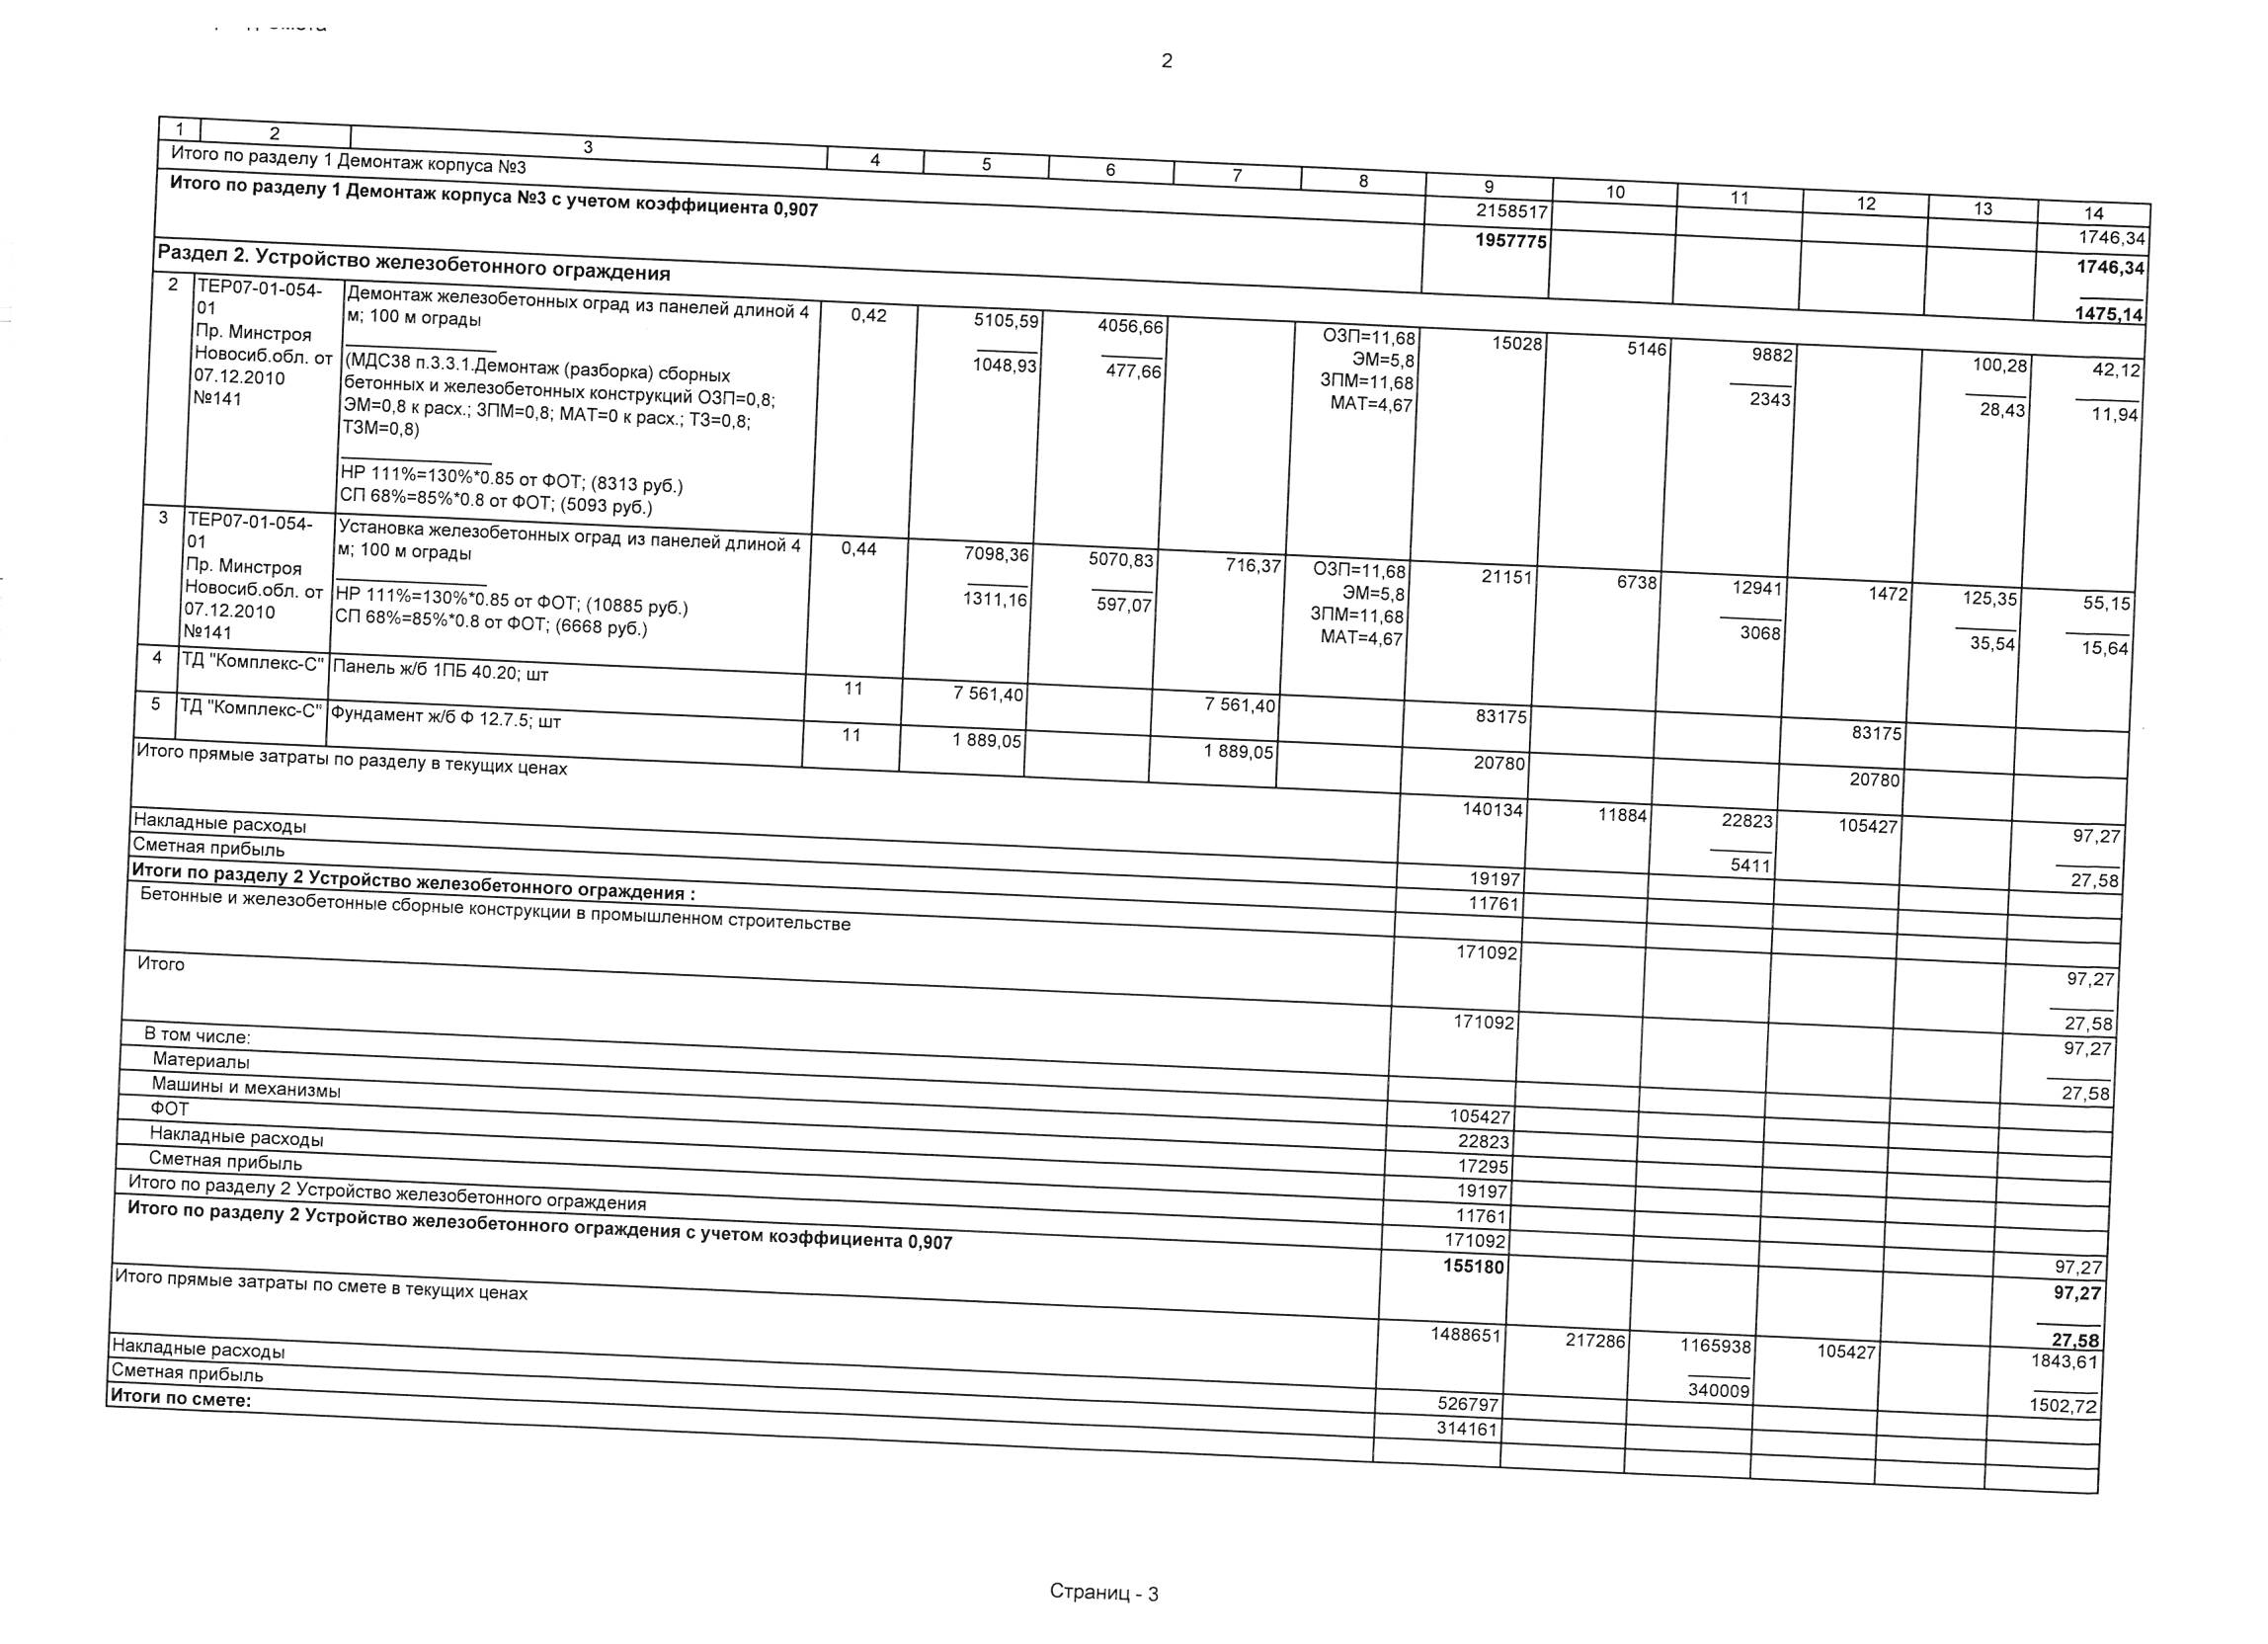 2
1 2 3 4 5 6 7 8 9 10 11 12 13 14
Итого по разделу 1 Демонтаж корпуса №3 2158517 1746,34
Итого по разделу 1 Демонтаж корпуса №3 с учетом коэффициента 0,907 1957775 1746,34
1475,14
Раздел 2. Устройство железобетонного ограждения
2 ТЕР07-01-054- Демонтаж железобетонных оград из панелей длиной 4 0,42 5105,59 4056,66 ОЗП=11,68 15028 5146 9882 100,28 42,12
01 м; 100 м ограды 1048,93 477,66 ЭМ=5,8 2343 28,43 11,94
Пр. Минстроя (МДС38 п.3.3.1.Демонтаж (разборка) сборных ЗПМ=11,68
Новосиб.обл. от бетонных и железобетонных конструкций ОЗП=0,8; МАТ=4,67
07.12.2010 ЭМ=0,8 к расх.; ЗПМ=0,8; МАТ=0 к расх.; ТЗ=0,8;
№141 ТЗМ=0,8)
НР 111%=130%*0.85 от ФОТ; (8313 руб.)
СП 68%=85%*0.8 от ФОТ; (5093 руб.)
3 ТЕР07-01-054- Установка железобетонных оград из панелей длиной 4 0,44 7098,36 5070,83 716,37 ОЗП=11,68 21151 6738 12941 1472 125,35 55,15
01 м; 100 м ограды 1311,16 597,07 ЭМ=5,8 3068 35,54 15,64
Пр. Минстроя НР 111%=130%*0.85 от ФОТ; (10885 руб.) ЗПМ=11,68
Новосиб.обл. от СП 68%=85%*0.8 от ФОТ; (6668 руб.) МАТ=4,67
07.12.2010
№141
4 ТД "Комплекс-С" Панель ж/б 1ПБ 40.20; шт 11 7 561,40 7 561,40 83175 83175
5 ТД "Комплекс-С" Фундамент ж/б Ф 12.7.5; шт 11 1 889,05 1 889,05 20780 20780
Итого прямые затраты по разделу в текущих ценах 140134 11884 22823 105427 97,27
5411 27,58
Накладные расходы 19197
Сметная прибыль 11761
Итоги по разделу 2 Устройство железобетонного ограждения :
Бетонные и железобетонные сборные конструкции в промышленном строительстве 171092 97,27
27,58
Итого 171092 97,27
27,58
В том числе:
Материалы 105427
Машины и механизмы 22823
ФОТ 17295
Накладные расходы 19197
Сметная прибыль 11761
Итого по разделу 2 Устройство железобетонного ограждения 171092 97,27
Итого по разделу 2 Устройство железобетонного ограждения с учетом коэффициента 0,907 155180 97,27
27,58
Итого прямые затраты по смете в текущих ценах 1488651 217286 1165938 105427 1843,61
340009 1502,72
Накладные расходы 526797
Сметная прибыль 314161
Итоги по смете:
Страниц - 3